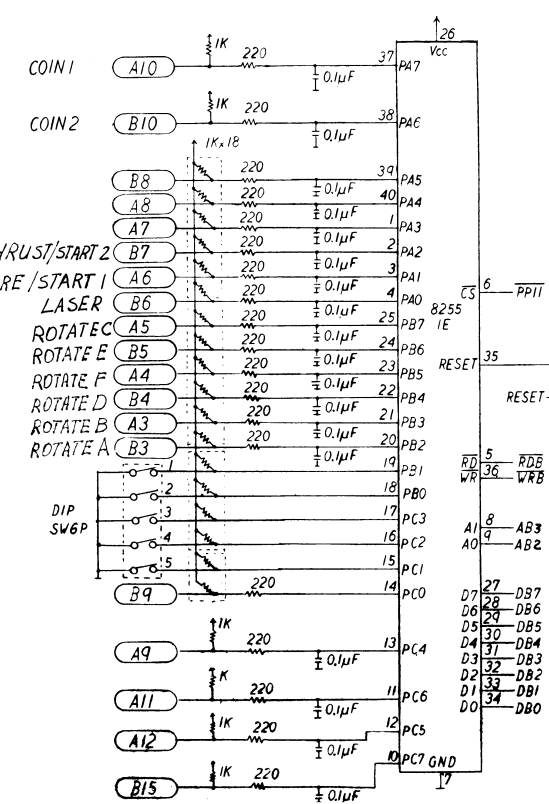 26
Vcc
COIN 1 A10 1K 220 0.1µF 37 PA7
COIN 2 B10 1K 220 0.1µF 38 PA6
1K×18
B8 220 0.1µF 39 PA5
A8 220 0.1µF 40 PA4
A7 220 0.1µF 1 PA3
HRUST/START 2 B7 220 0.1µF 2 PA2
RE/START 1 A6 220 0.1µF 3 PA1
LASER B6 220 0.1µF 4 PA0
CS 6 PPI1
8255
1E
ROTATE C A5 220 0.1µF 25 PB7
ROTATE E B5 220 0.1µF 24 PB6
ROTATE F A4 220 0.1µF 23 PB5
RESET 35
ROTATE D B4 220 0.1µF 22 PB4
RESET
ROTATE B A3 220 0.1µF 21 PB3
ROTATE A B3 220 0.1µF 20 PB2
1 19 PB1
RD 5 RDB
WR 36 WRB
2 18 PB0
DIP
SW6P
3 17 PC3
A1 8 AB3
4 16 PC2
A0 9 AB2
5 15 PC1
B9 220 14 PC0
D7 27 DB7
D6 28 DB6
D5 29 DB5
D4 30 DB4
D3 31 DB3
D2 32 DB2
D1 33 DB1
D0 34 DB0
A9 1K 220 0.1µF 13 PC4
A11 K 220 0.1µF 11 PC6
A12 1K 220 0.1µF 12 PC5
B15 1K 220 0.1µF 10 PC7
GND
7